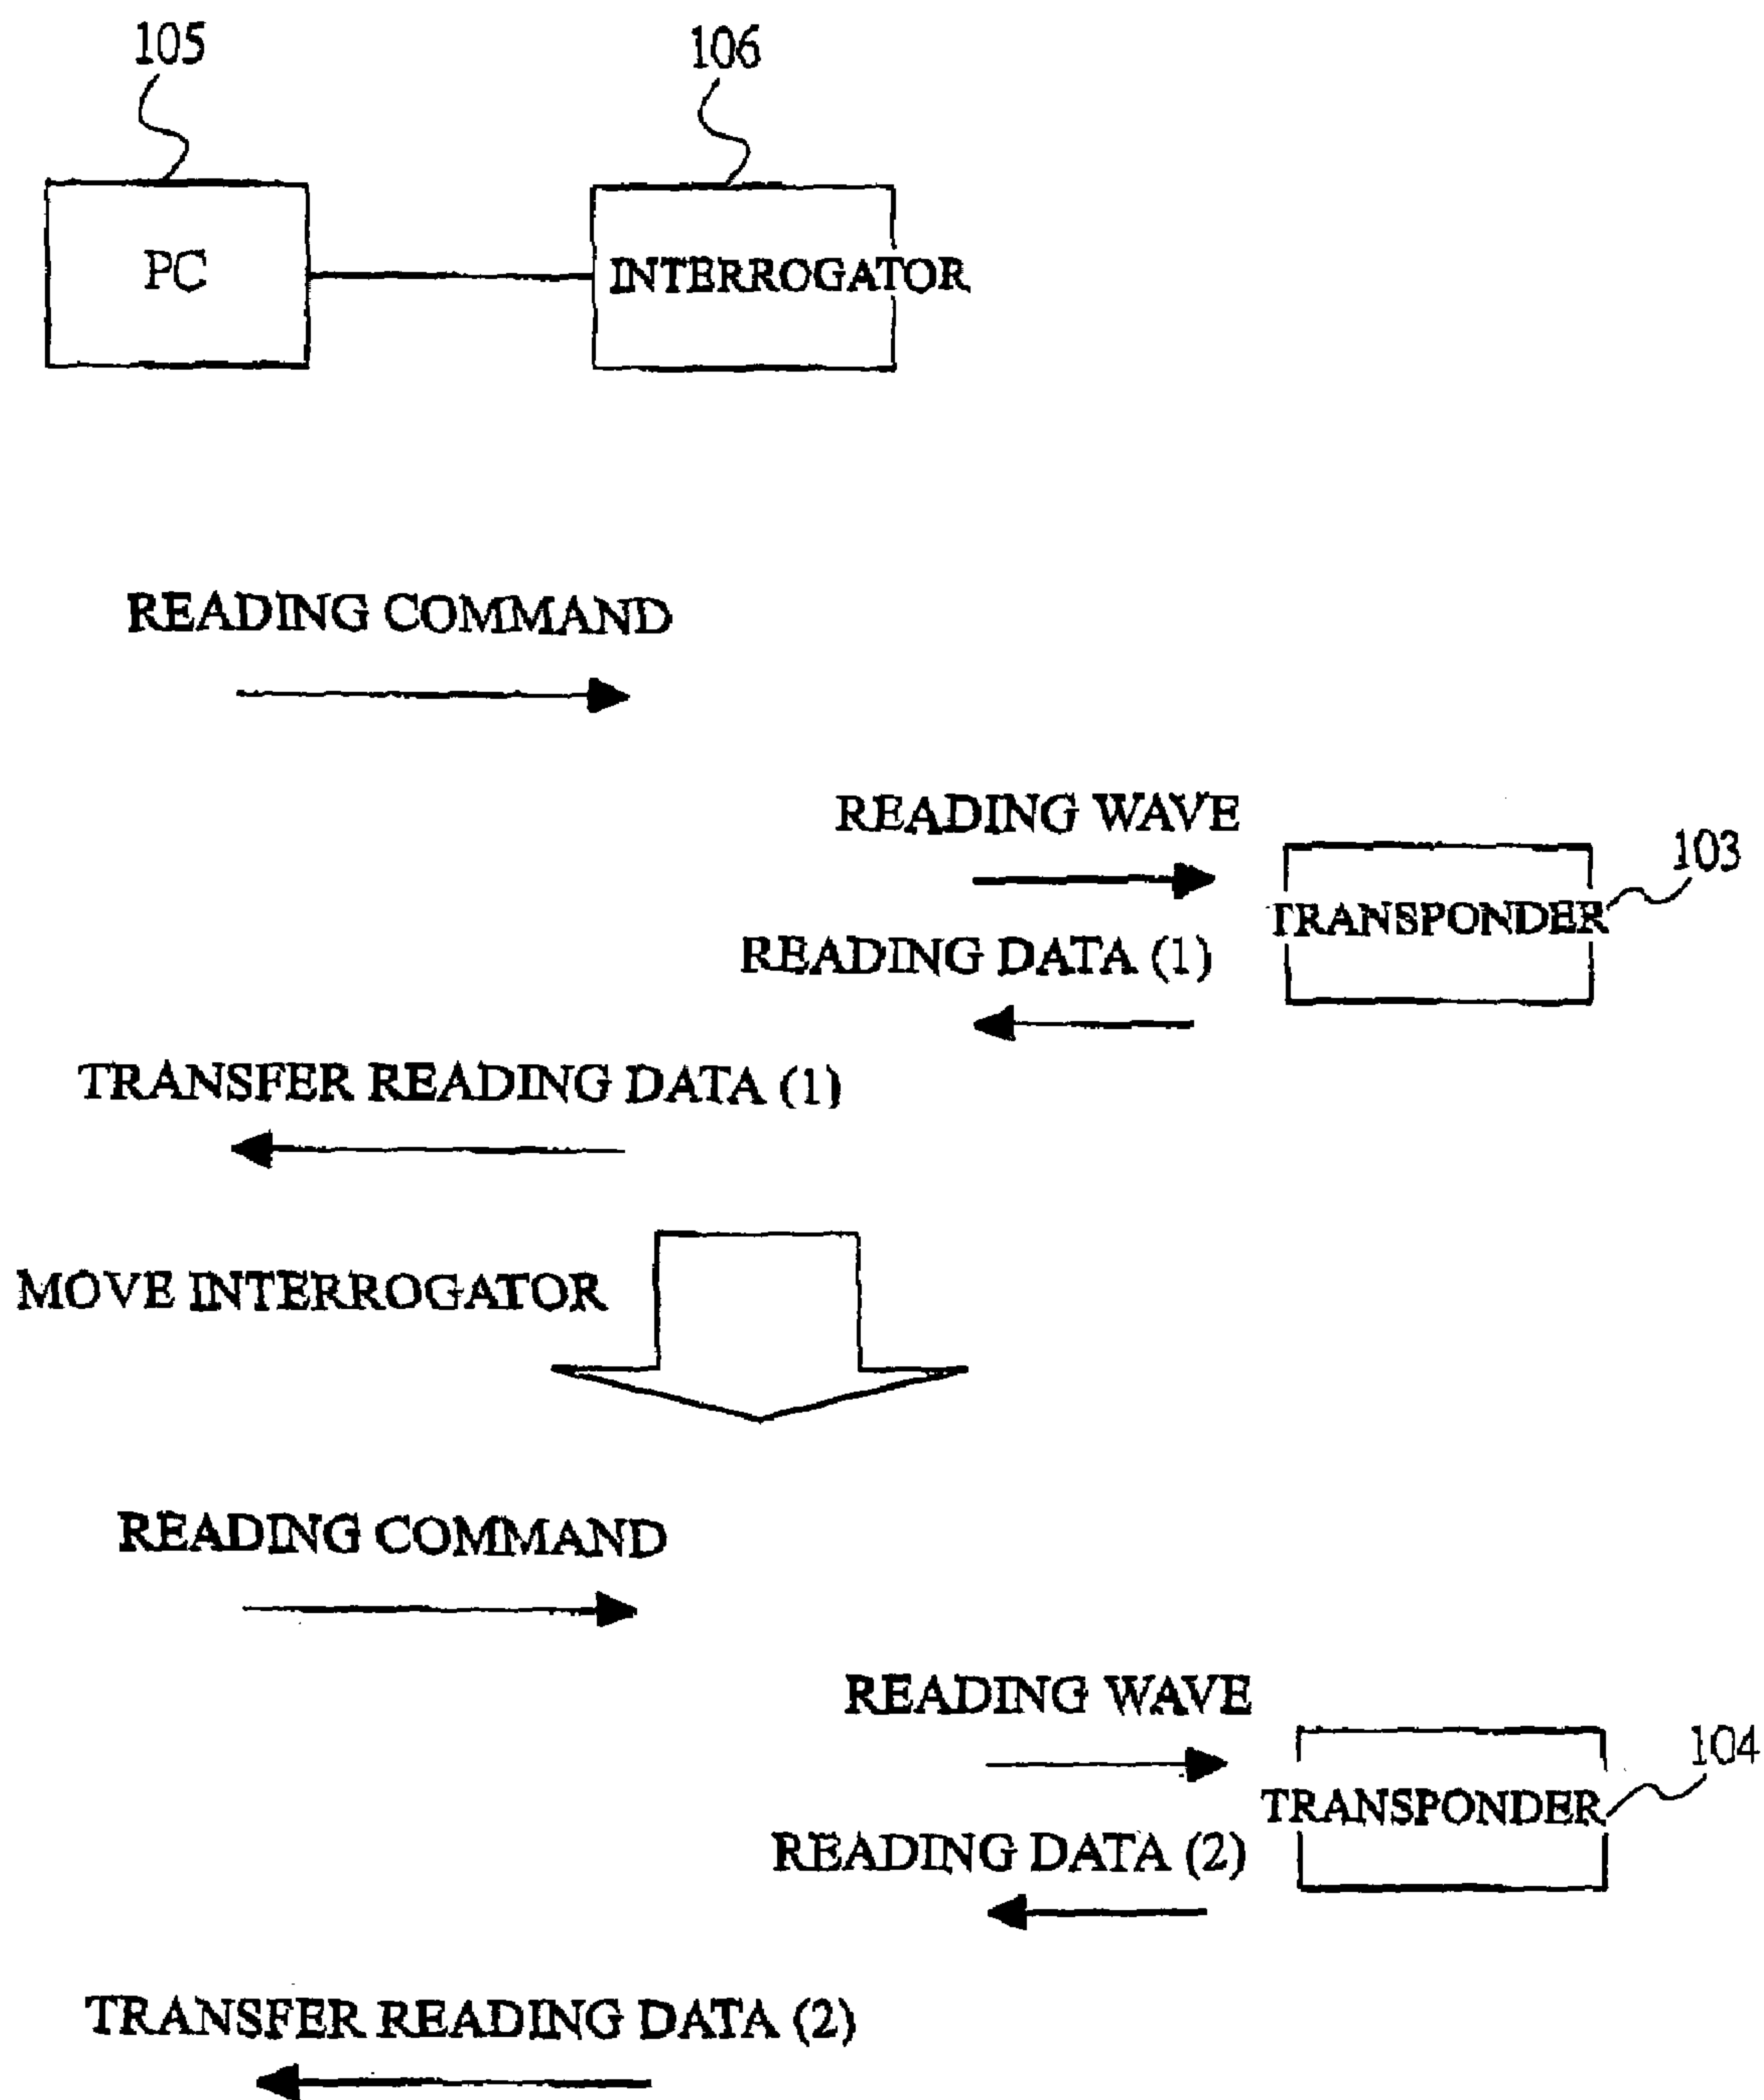 105
106
PC
INTERROGATOR
READING COMMAND
READING WAVE
103
TRANSPONDER
READING DATA (1)
TRANSFER READING DATA (1)
MOVE INTERROGATOR
READING COMMAND
READING WAVE
104
TRANSPONDER
READING DATA (2)
TRANSFER READING DATA (2)